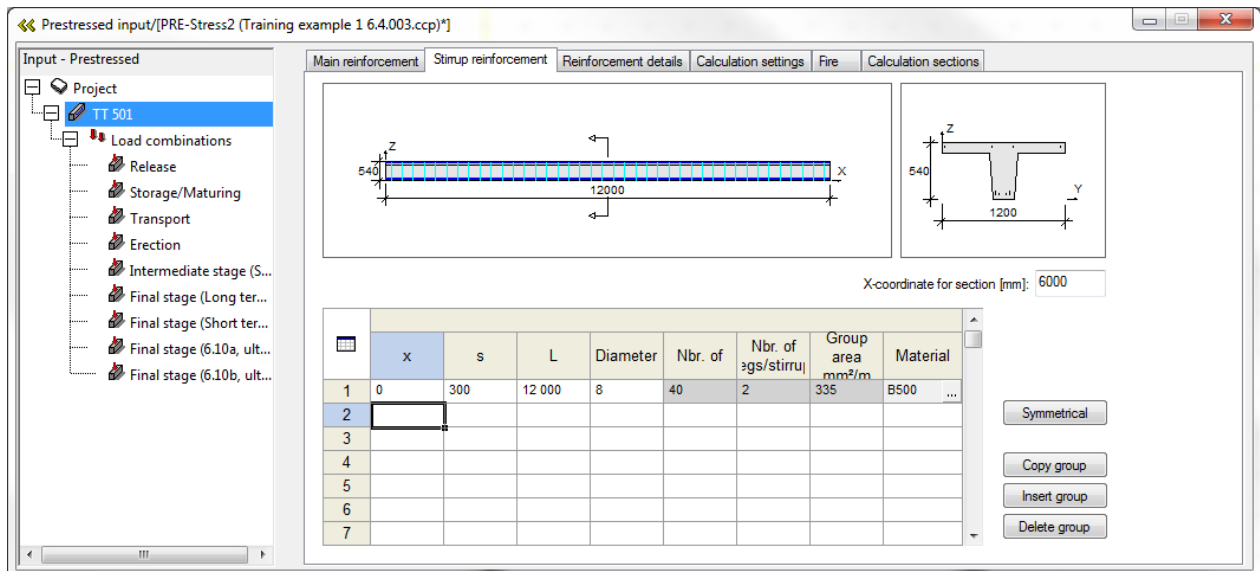 Prestressed input/[PRE-Stress2 (Training example 1 6.4.003.ccp)*]
Input - Prestressed
Project
TT 501
Load combinations
Release
Storage/Maturing
Transport
Erection
Intermediate stage (S...
Final stage (Long ter...
Final stage (Short ter...
Final stage (6.10a, ult...
Final stage (6.10b, ult...
Main reinforcement Stirrup reinforcement Reinforcement details Calculation settings Fire Calculation sections
Z
540
X
12000
Z
540
Y
1200
X-coordinate for section [mm]: 6000
x s L Diameter Nbr. of Nbr. of egs/stirru Group area mm²/m Material
1 0 300 12 000 8 40 2 335 B500 ...
2
3
4
5
6
7
Symmetrical
Copy group
Insert group
Delete group